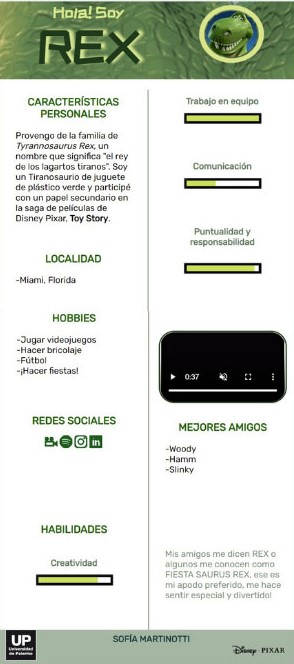 Hola! Soy
REX
CARACTERÍSTICAS
PERSONALES
Provengo de la familia de
Tyrannosaurus Rex, un
nombre que significa "el rey
de los lagartos tiranos". Soy
un Tiranosaurio de juguete
de plástico verde y participé
con un papel secundario en
la saga de películas de
Disney Pixar, Toy Story.
LOCALIDAD
-Miami, Florida
HOBBIES
-Jugar videojuegos
-Hacer bricolaje
-Fútbol
-¡Hacer fiestas!
REDES SOCIALES
in
HABILIDADES
Creatividad
Trabajo en equipo
Comunicación
Puntualidad y
responsabilidad
0:37
MEJORES AMIGOS
-Woody
-Hamm
-Slinky
Mis amigos me dicen REX o
algunos me conocen como
FIESTA SAURUS REX, ese es
mi apodo preferido, me hace
sentir especial y divertido!
UP
Universidad
de Palermo
SOFÍA MARTINOTTI
Disney · PIXAR